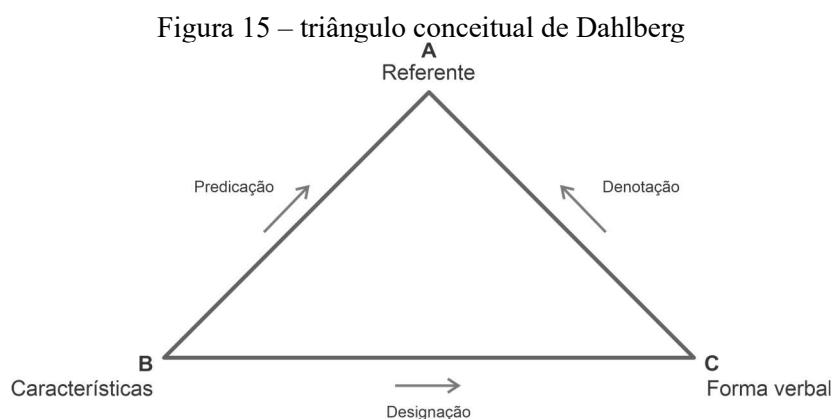 Figura 15 – triângulo conceitual de Dahlberg
A
Referente
Predicação
Denotação
B
C
Características
Forma verbal
Designação